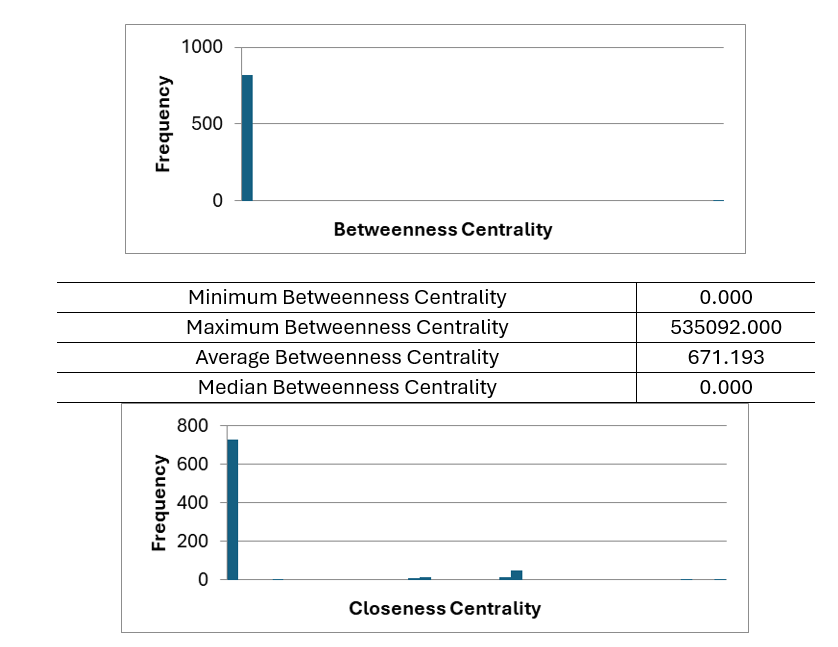 1000
500
0
Frequency
Betweenness Centrality
Minimum Betweenness Centrality 0.000
Maximum Betweenness Centrality 535092.000
Average Betweenness Centrality 671.193
Median Betweenness Centrality 0.000
800
600
400
200
0
Frequency
Closeness Centrality